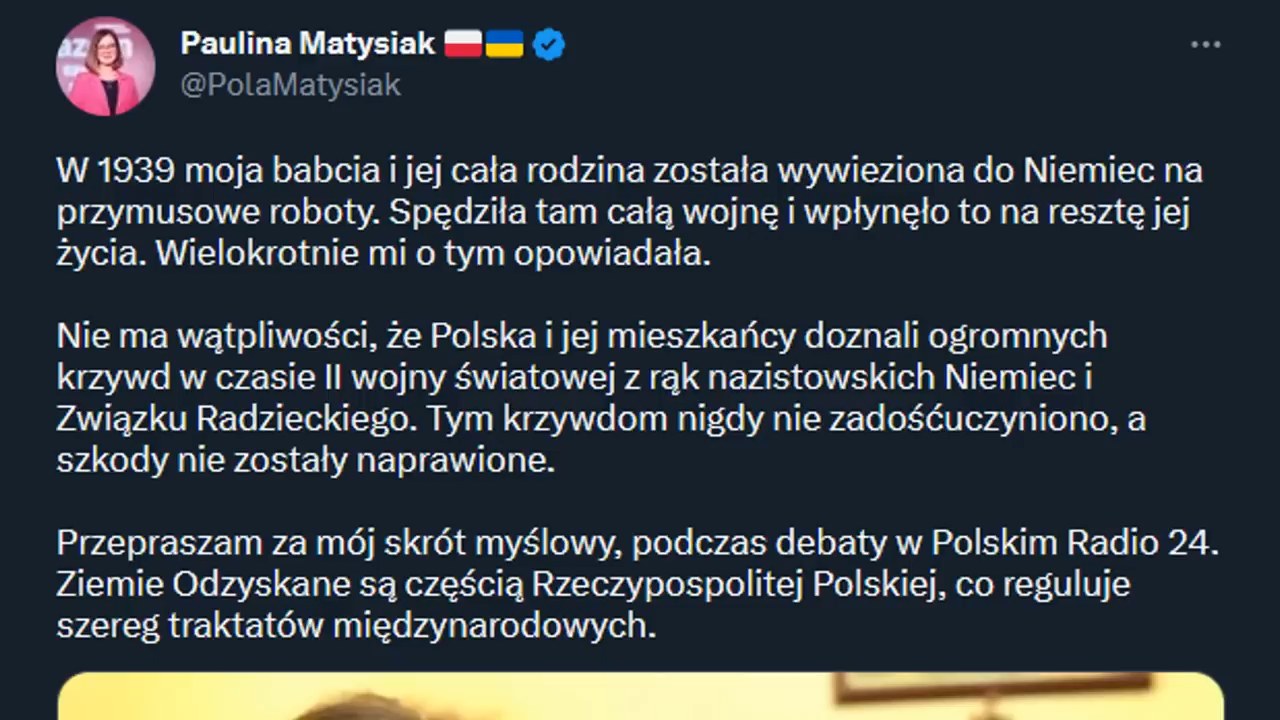 Paulina Matysiak
@PolaMatysiak
W 1939 moja babcia i jej cała rodzina została wywieziona do Niemiec na
przymusowe roboty. Spędziła tam całą wojnę i wpłynęło to na resztę jej
życia. Wielokrotnie mi o tym opowiadała.
Nie ma wątpliwości, że Polska i jej mieszkańcy doznali ogromnych
krzywd w czasie II wojny światowej z rąk nazistowskich Niemiec i
Związku Radzieckiego. Tym krzywdom nigdy nie zadośćuczyniono, a
szkody nie zostały naprawione.
Przepraszam za mój skrót myślowy, podczas debaty w Polskim Radio 24.
Ziemie Odzyskane są częścią Rzeczypospolitej Polskiej, co reguluje
szereg traktatów międzynarodowych.